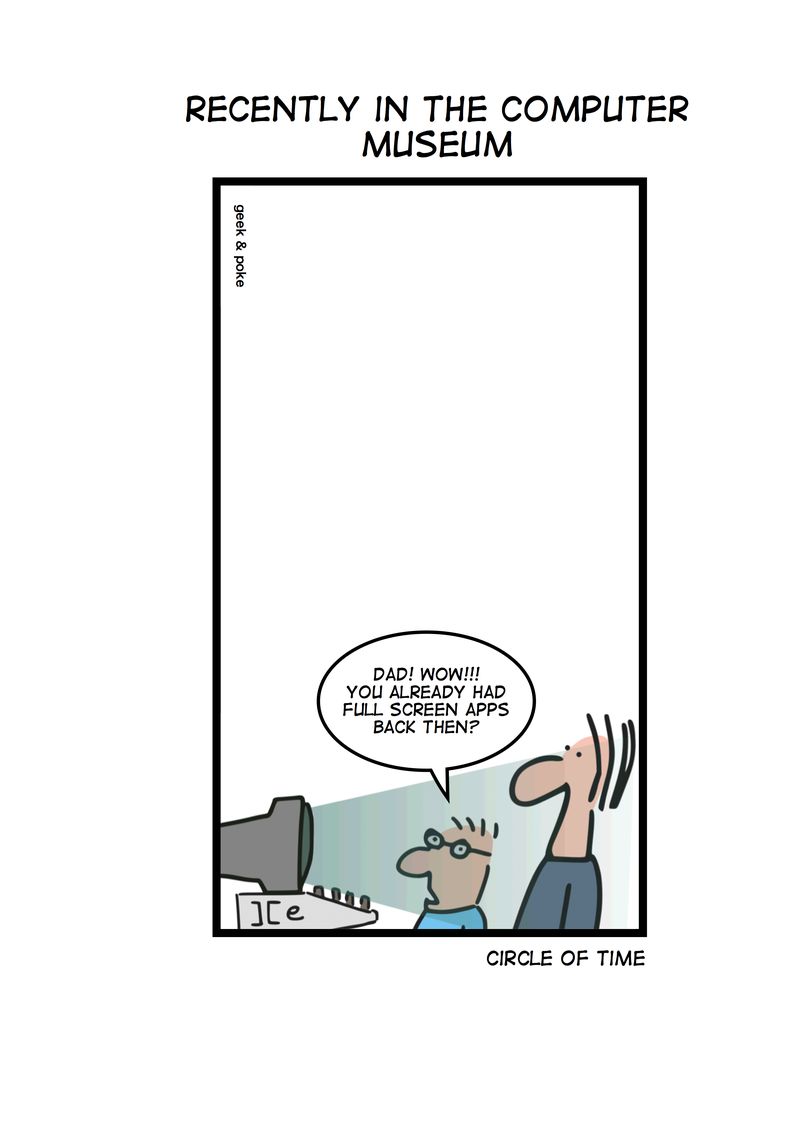 RECENTLY IN THE COMPUTER
MUSEUM
geek & poke
DAD! WOW!!!
YOU ALREADY HAD
FULL SCREEN APPS
BACK THEN?
][e
CIRCLE OF TIME